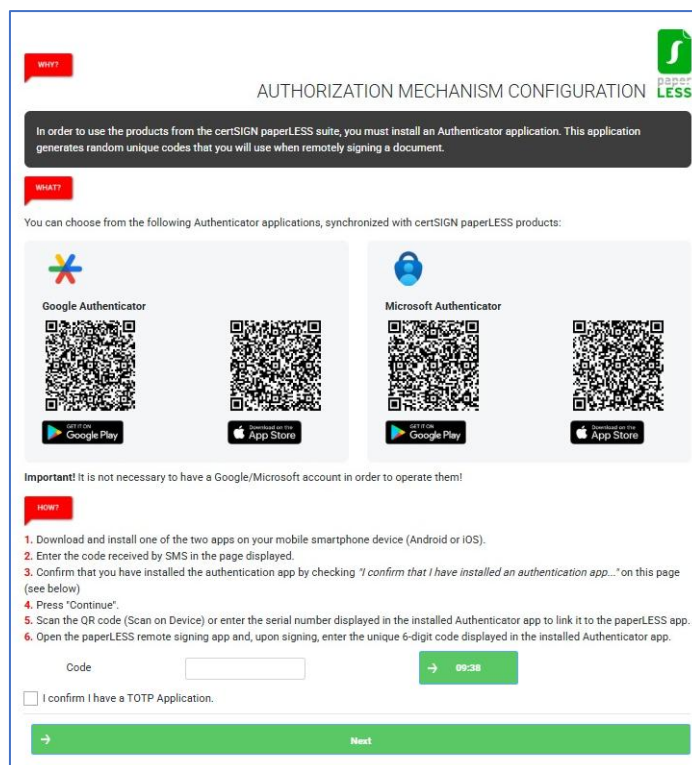 WHY?
paper
LESS
AUTHORIZATION MECHANISM CONFIGURATION
In order to use the products from the certSIGN paperLESS suite, you must install an Authenticator application. This application
generates random unique codes that you will use when remotely signing a document.
WHAT?
You can choose from the following Authenticator applications, synchronized with certSIGN paperLESS products:
Google Authenticator
Microsoft Authenticator
GET IT ON
Google Play
Download on the
App Store
GET IT ON
Google Play
Download on the
App Store
Important! It is not necessary to have a Google/Microsoft account in order to operate them!
HOW?
1. Download and install one of the two apps on your mobile smartphone device (Android or iOS).
2. Enter the code received by SMS in the page displayed.
3. Confirm that you have installed the authentication app by checking "I confirm that I have installed an authentication app..." on this page
(see below)
4. Press "Continue".
5. Scan the QR code (Scan on Device) or enter the serial number displayed in the installed Authenticator app to link it to the paperLESS app.
6. Open the paperLESS remote signing app and, upon signing, enter the unique 6-digit code displayed in the installed Authenticator app.
Code
09:38
I confirm I have a TOTP Application.
Next